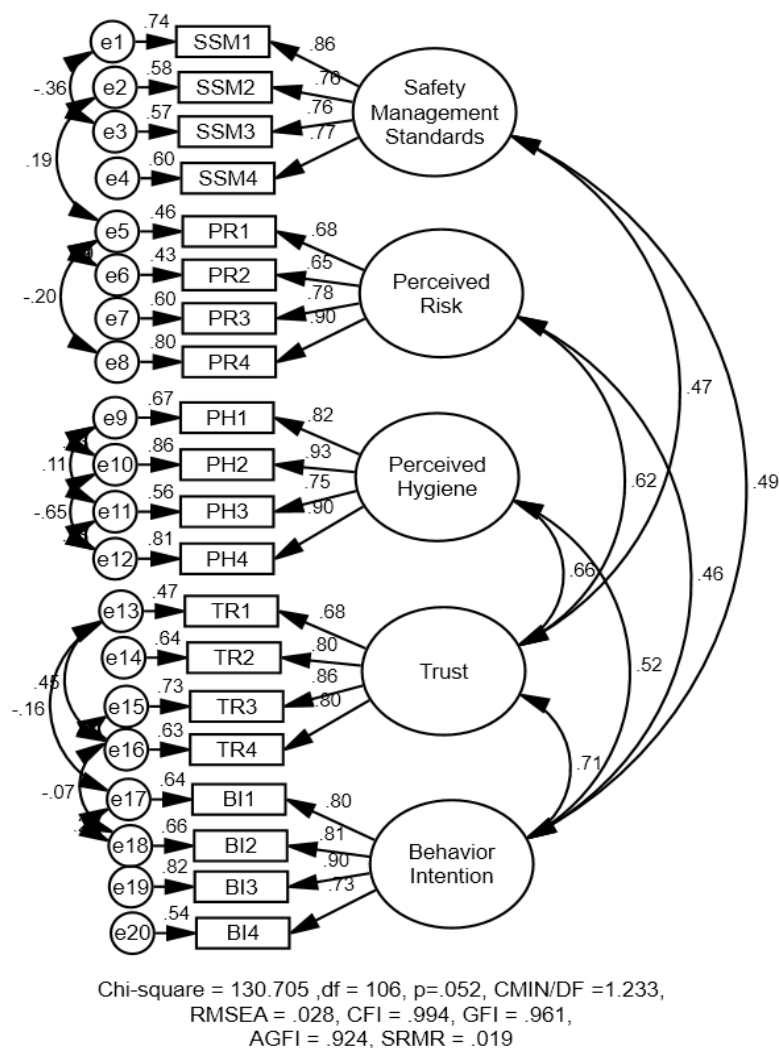 e1 .74 SSM1 .86
e2 .58 SSM2 .76
e3 .57 SSM3 .76
e4 .60 SSM4 .77
Safety
Management
Standards
-.36
.19
e5 .46 PR1 .68
e6 .43 PR2 .65
e7 .60 PR3 .78
e8 .80 PR4 .90
Perceived
Risk
-.20
e9 .67 PH1 .82
e10 .86 PH2 .93
e11 .56 PH3 .75
e12 .81 PH4 .90
Perceived
Hygiene
.11
-.65
e13 .47 TR1 .68
e14 .64 TR2 .80
e15 .73 TR3 .86
e16 .63 TR4 .80
Trust
.45
-.16
-.07
e17 .64 BI1 .80
e18 .66 BI2 .81
e19 .82 BI3 .90
e20 .54 BI4 .73
Behavior
Intention
.47
.49
.62
.46
.66
.52
.71
Chi-square = 130.705 ,df = 106, p=.052, CMIN/DF =1.233,
RMSEA = .028, CFI = .994, GFI = .961,
AGFI = .924, SRMR = .019